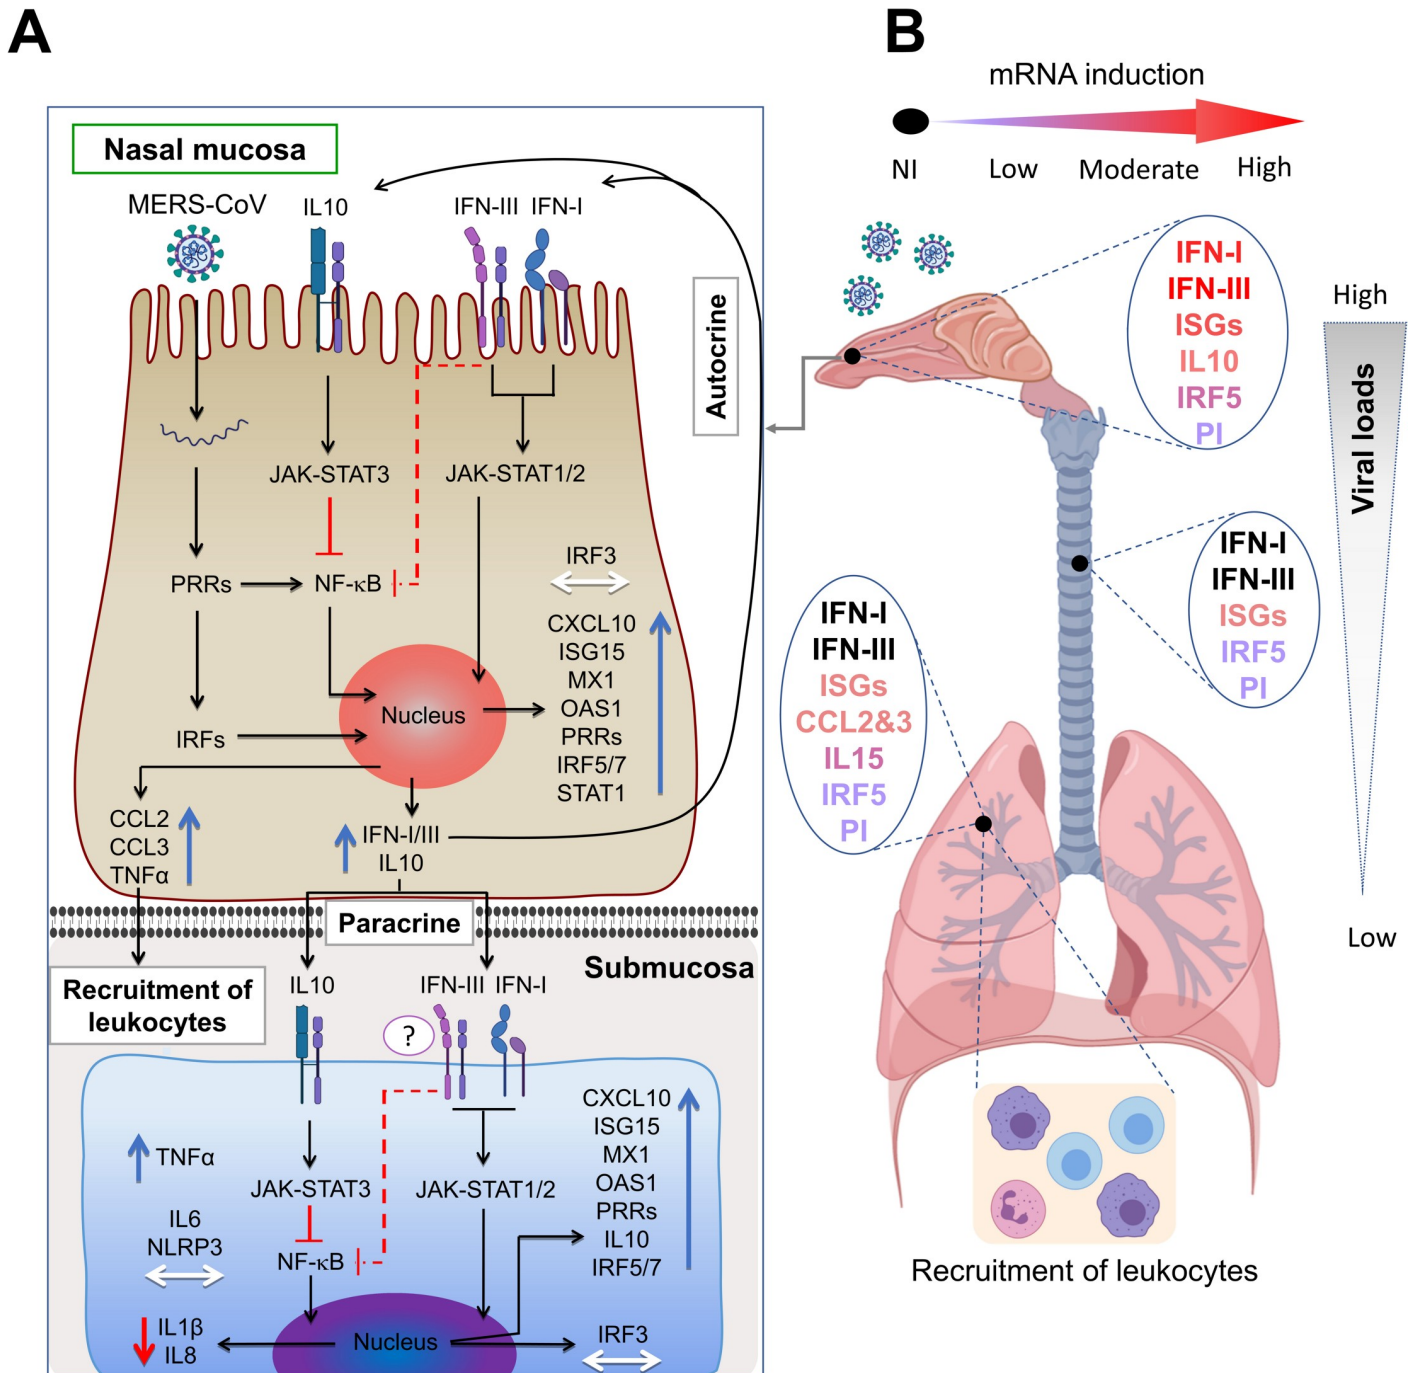 A
Nasal mucosa
MERS-CoV
IL10
IFN-III IFN-I
Autocrine
JAK-STAT3
JAK-STAT1/2
PRRs
NF-κB
IRF3
CXCL10
ISG15
MX1
OAS1
PRRs
IRF5/7
STAT1
Nucleus
IRFs
CCL2
CCL3
TNFα
IFN-I/III
IL10
Paracrine
Submucosa
Recruitment of
leukocytes
IL10
IFN-III IFN-I
?
TNFα
JAK-STAT3
JAK-STAT1/2
CXCL10
ISG15
MX1
OAS1
PRRs
IL10
IRF5/7
IL6
NLRP3
NF-κB
IL1β
IL8
Nucleus
IRF3
B
mRNA induction
NI
Low
Moderate
High
IFN-I
IFN-III
ISGs
IL10
IRF5
PI
High
Viral loads
Low
IFN-I
IFN-III
ISGs
IRF5
PI
IFN-I
IFN-III
ISGs
CCL2&3
IL15
IRF5
PI
Recruitment of leukocytes